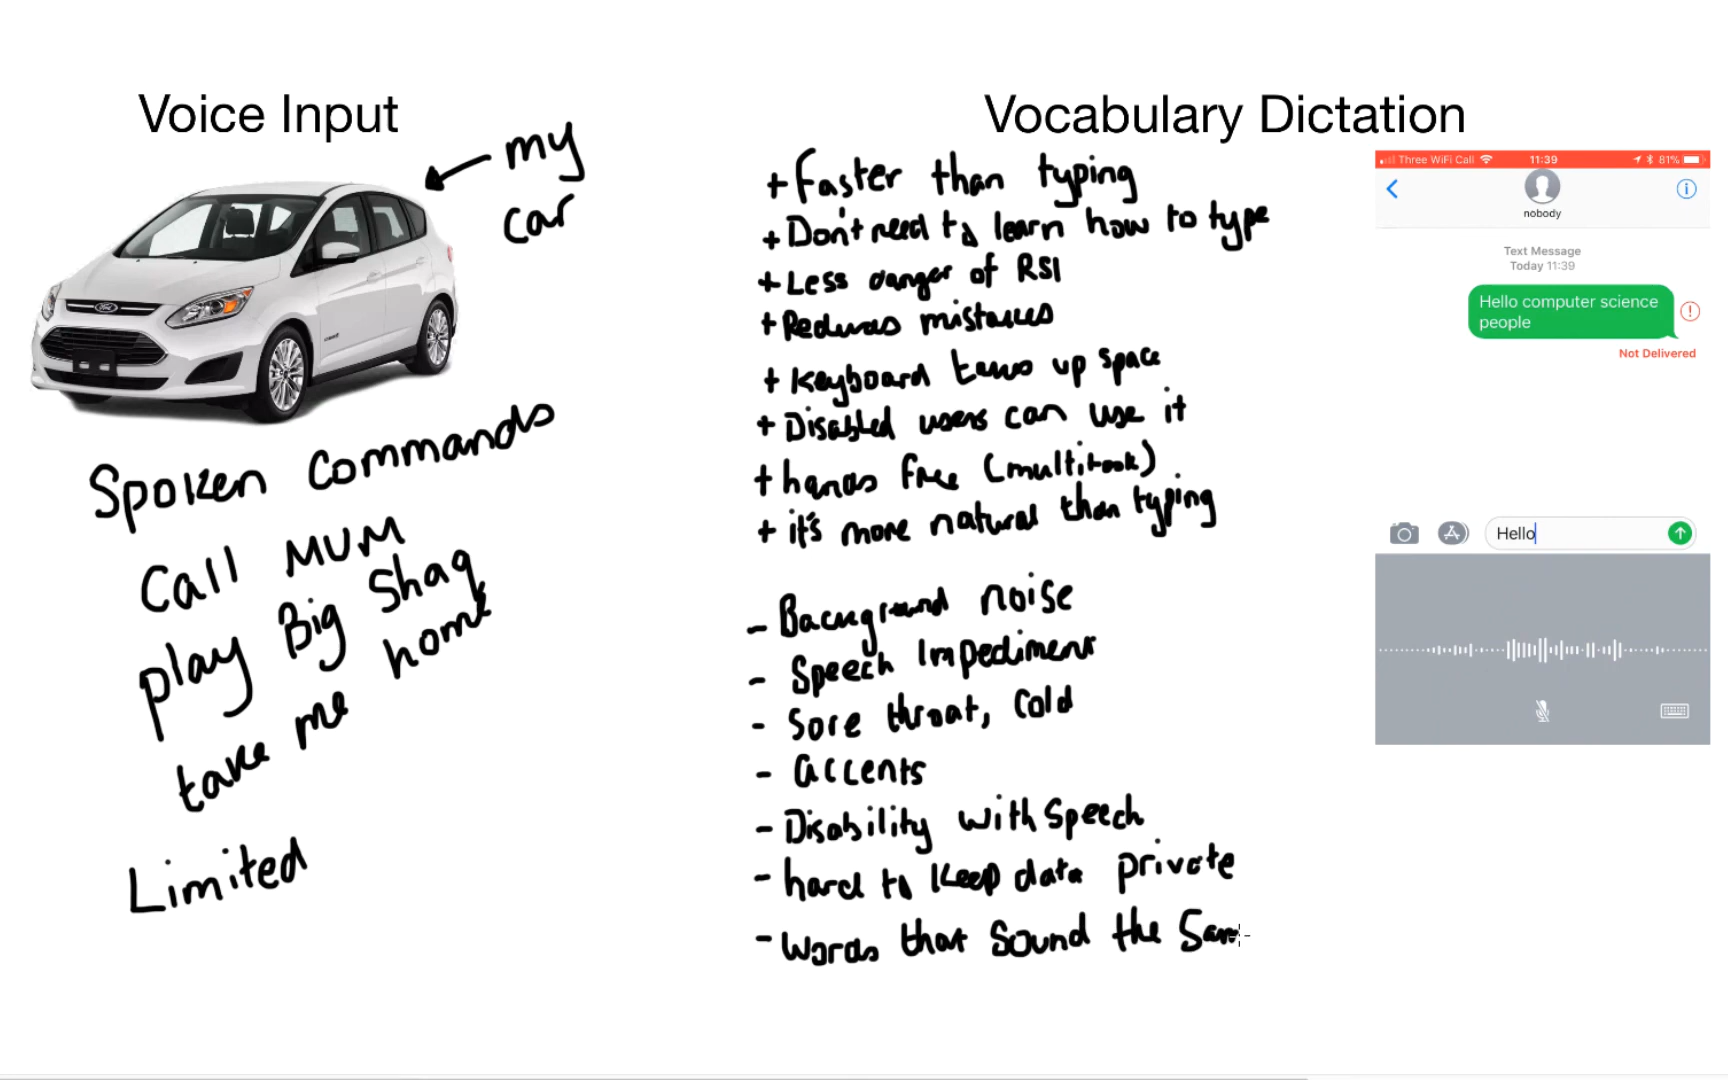 Voice Input
my
car
Spoken Commands
Call MUM
play Big Shaq
take me home
Limited
Vocabulary Dictation
+ Faster than typing
+ Don't need to learn how to type
+ Less danger of RSI
+ Reduces mistakes
+ Keyboard takes up space
+ Disabled users can use it
+ hands free (multitask)
+ it's more natural than typing
- Background noise
- Speech Impediment
- Sore throat, Cold
- accents
- Disability with speech
- hard to keep data private
- words that sound the Sam
Three WiFi Call 11:39 81%
nobody
Text Message
Today 11:39
Hello computer science
people
Not Delivered
Hello